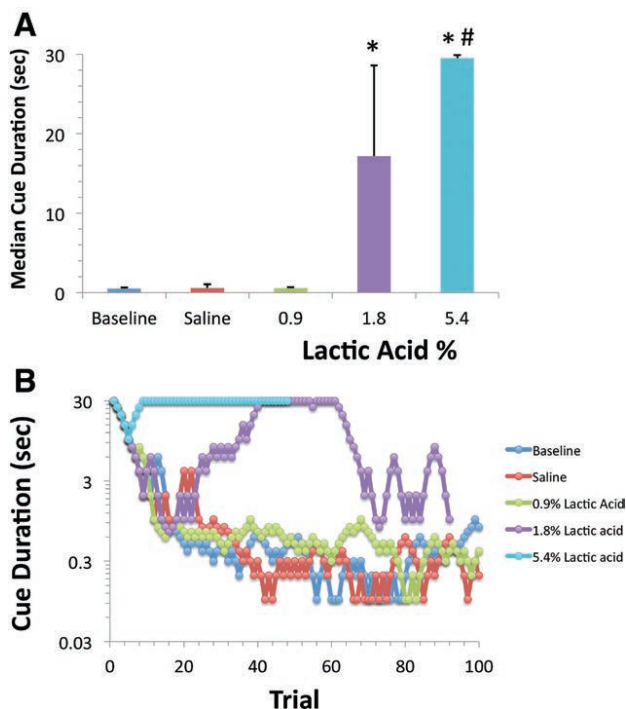 A
Median Cue Duration (sec)
30
20
10
0
* 
* #
Baseline Saline 0.9 1.8 5.4
Lactic Acid %
B
Cue Duration (sec)
30
3
0.3
0.03
0 20 40 60 80 100
Trial
Baseline
Saline
0.9% Lactic Acid
1.8% Lactic acid
5.4% Lactic acid